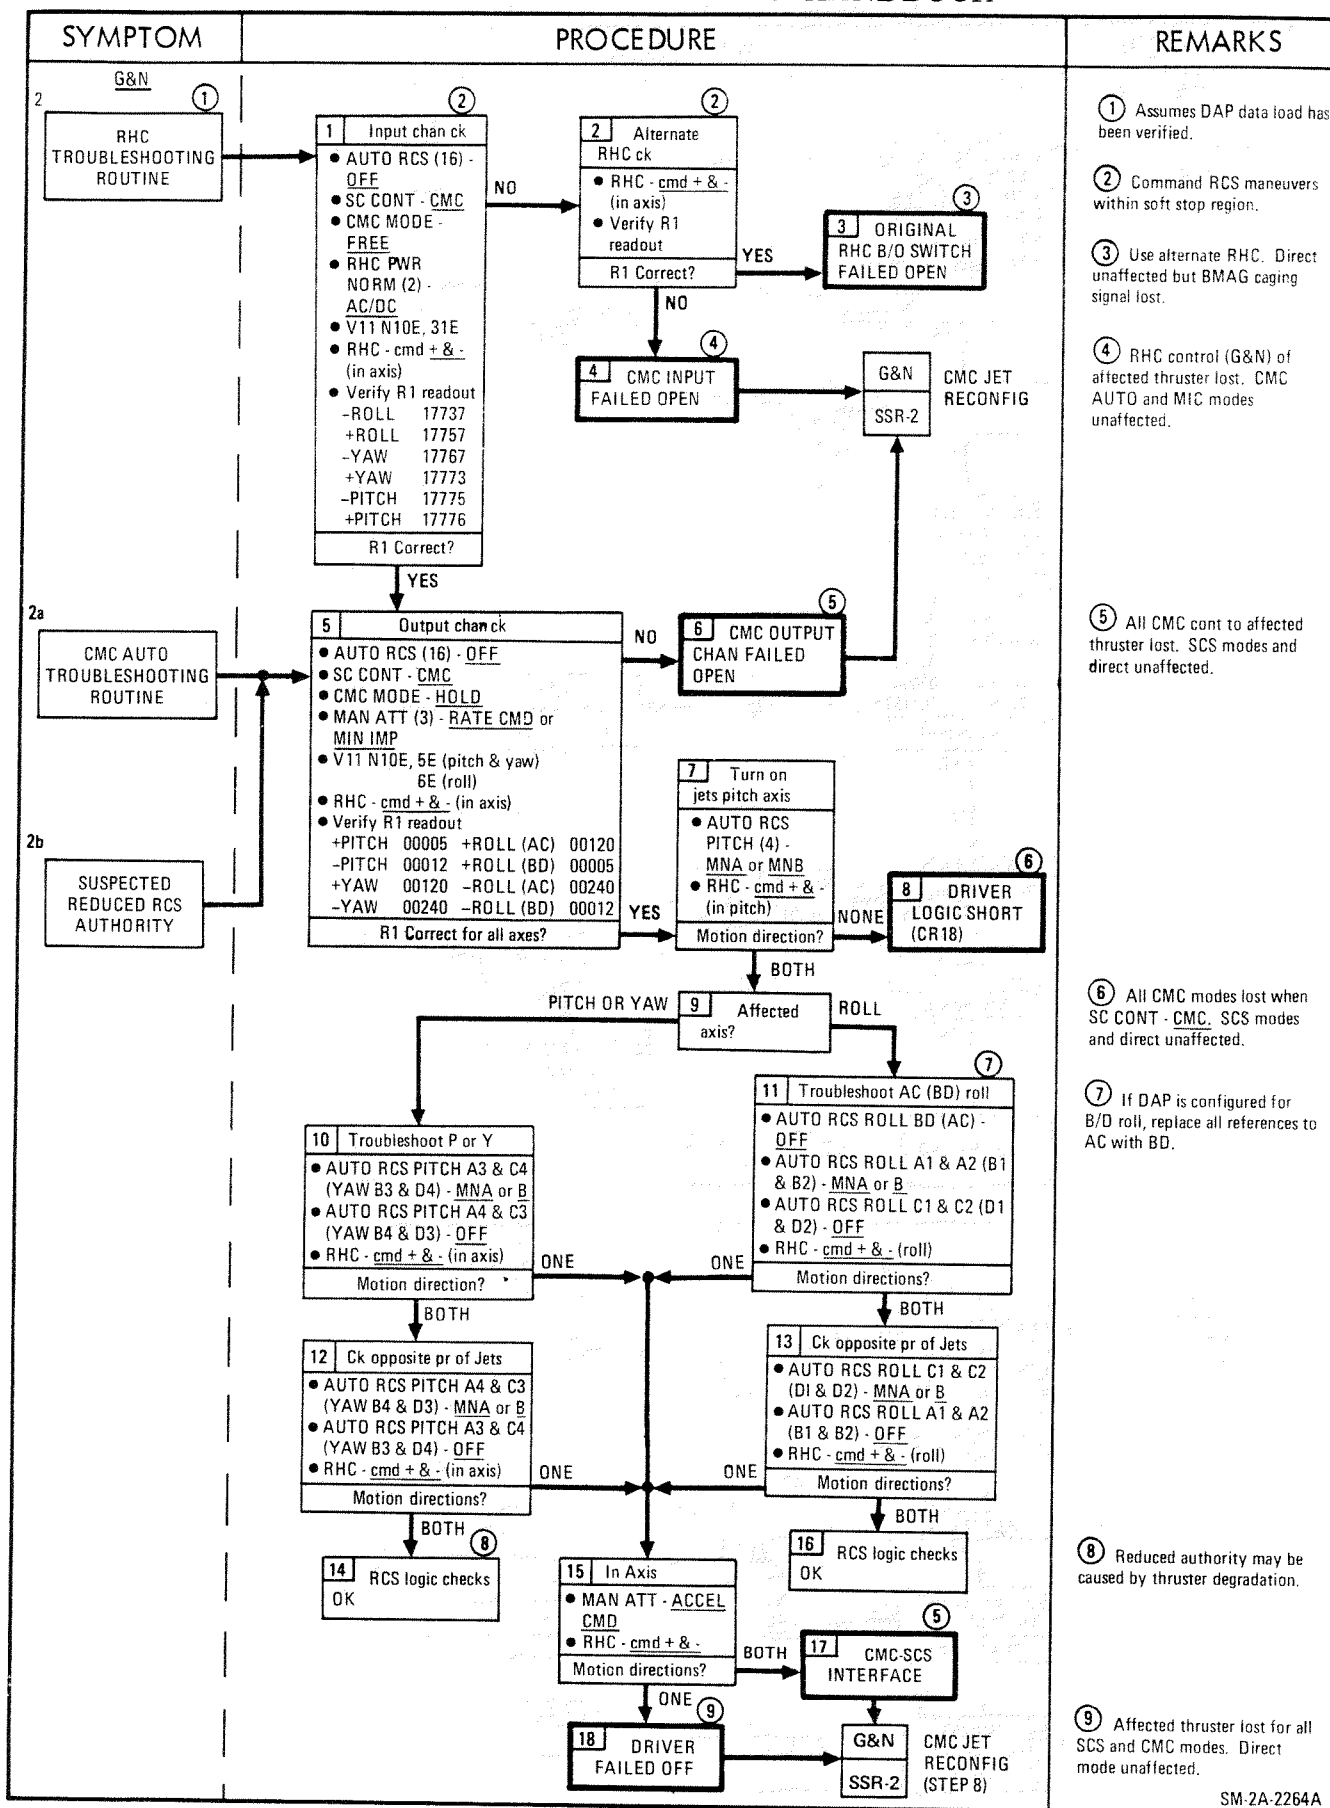 SYMPTOM
PROCEDURE
REMARKS
G&N
2
①
RHC
TROUBLESHOOTING
ROUTINE
②
1 Input chan ck
● AUTO RCS (16) -
OFF
● SC CONT - CMC
● CMC MODE -
FREE
● RHC PWR
NORM (2) -
AC/DC
● V11 N10E, 31E
● RHC - cmd + & -
(in axis)
● Verify R1 readout
-ROLL 17737
+ROLL 17757
-YAW 17767
+YAW 17773
-PITCH 17775
+PITCH 17776
R1 Correct?
NO
YES
②
2 Alternate
RHC ck
● RHC - cmd + & -
(in axis)
● Verify R1
readout
R1 Correct?
YES
NO
③
3 ORIGINAL
RHC B/O SWITCH
FAILED OPEN
④
4 CMC INPUT
FAILED OPEN
G&N
SSR-2
CMC JET
RECONFIG
2a
CMC AUTO
TROUBLESHOOTING
ROUTINE
2b
SUSPECTED
REDUCED RCS
AUTHORITY
5 Output chan ck
● AUTO RCS (16) - OFF
● SC CONT - CMC
● CMC MODE - HOLD
● MAN ATT (3) - RATE CMD or
MIN IMP
● V11 N10E, 5E (pitch & yaw)
6E (roll)
● RHC - cmd + & - (in axis)
● Verify R1 readout
+PITCH 00005 +ROLL (AC) 00120
-PITCH 00012 +ROLL (BD) 00005
+YAW 00120 -ROLL (AC) 00240
-YAW 00240 -ROLL (BD) 00012
R1 Correct for all axes?
NO
YES
⑤
6 CMC OUTPUT
CHAN FAILED
OPEN
7 Turn on
jets pitch axis
● AUTO RCS
PITCH (4) -
MNA or MNB
● RHC - cmd + & -
(in pitch)
Motion direction?
NONE
BOTH
⑥
8 DRIVER
LOGIC SHORT
(CR18)
PITCH OR YAW
9 Affected
axis?
ROLL
10 Troubleshoot P or Y
● AUTO RCS PITCH A3 & C4
(YAW B3 & D4) - MNA or B
● AUTO RCS PITCH A4 & C3
(YAW B4 & D3) - OFF
● RHC - cmd + & - (in axis)
Motion direction?
ONE
BOTH
⑦
11 Troubleshoot AC (BD) roll
● AUTO RCS ROLL BD (AC) -
OFF
● AUTO RCS ROLL A1 & A2 (B1
& B2) - MNA or B
● AUTO RCS ROLL C1 & C2 (D1
& D2) - OFF
● RHC - cmd + & - (roll)
Motion directions?
ONE
BOTH
12 Ck opposite pr of Jets
● AUTO RCS PITCH A4 & C3
(YAW B4 & D3) - MNA or B
● AUTO RCS PITCH A3 & C4
(YAW B3 & D4) - OFF
● RHC - cmd + & - (in axis)
Motion directions?
ONE
BOTH
13 Ck opposite pr of Jets
● AUTO RCS ROLL C1 & C2
(DI & D2) - MNA or B
● AUTO RCS ROLL A1 & A2
(B1 & B2) - OFF
● RHC - cmd + & - (roll)
Motion directions?
ONE
BOTH
⑧
14 RCS logic checks
OK
15 In Axis
● MAN ATT - ACCEL
CMD
● RHC - cmd + & -
Motion directions?
BOTH
ONE
16 RCS logic checks
OK
⑤
17 CMC-SCS
INTERFACE
⑨
18 DRIVER
FAILED OFF
G&N
SSR-2
CMC JET
RECONFIG
(STEP 8)
① Assumes DAP data load has
been verified.
② Command RCS maneuvers
within soft stop region.
③ Use alternate RHC. Direct
unaffected but BMAG caging
signal lost.
④ RHC control (G&N) of
affected thruster lost. CMC
AUTO and MIC modes
unaffected.
⑤ All CMC cont to affected
thruster lost. SCS modes and
direct unaffected.
⑥ All CMC modes lost when
SC CONT - CMC. SCS modes
and direct unaffected.
⑦ If DAP is configured for
B/D roll, replace all references to
AC with BD.
⑧ Reduced authority may be
caused by thruster degradation.
⑨ Affected thruster lost for all
SCS and CMC modes. Direct
mode unaffected.
SM-2A-2264A